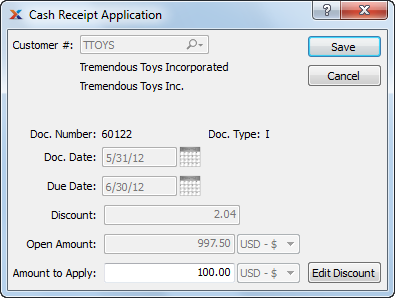 Cash Receipt Application
Customer #: TTOYS
Save
Tremendous Toys Incorporated
Cancel
Tremendous Toys Inc.
Doc. Number: 60122 Doc. Type: I
Doc. Date: 5/31/12
Due Date: 6/30/12
Discount: 2.04
Open Amount: 997.50 USD - $
Amount to Apply: 100.00 USD - $ Edit Discount